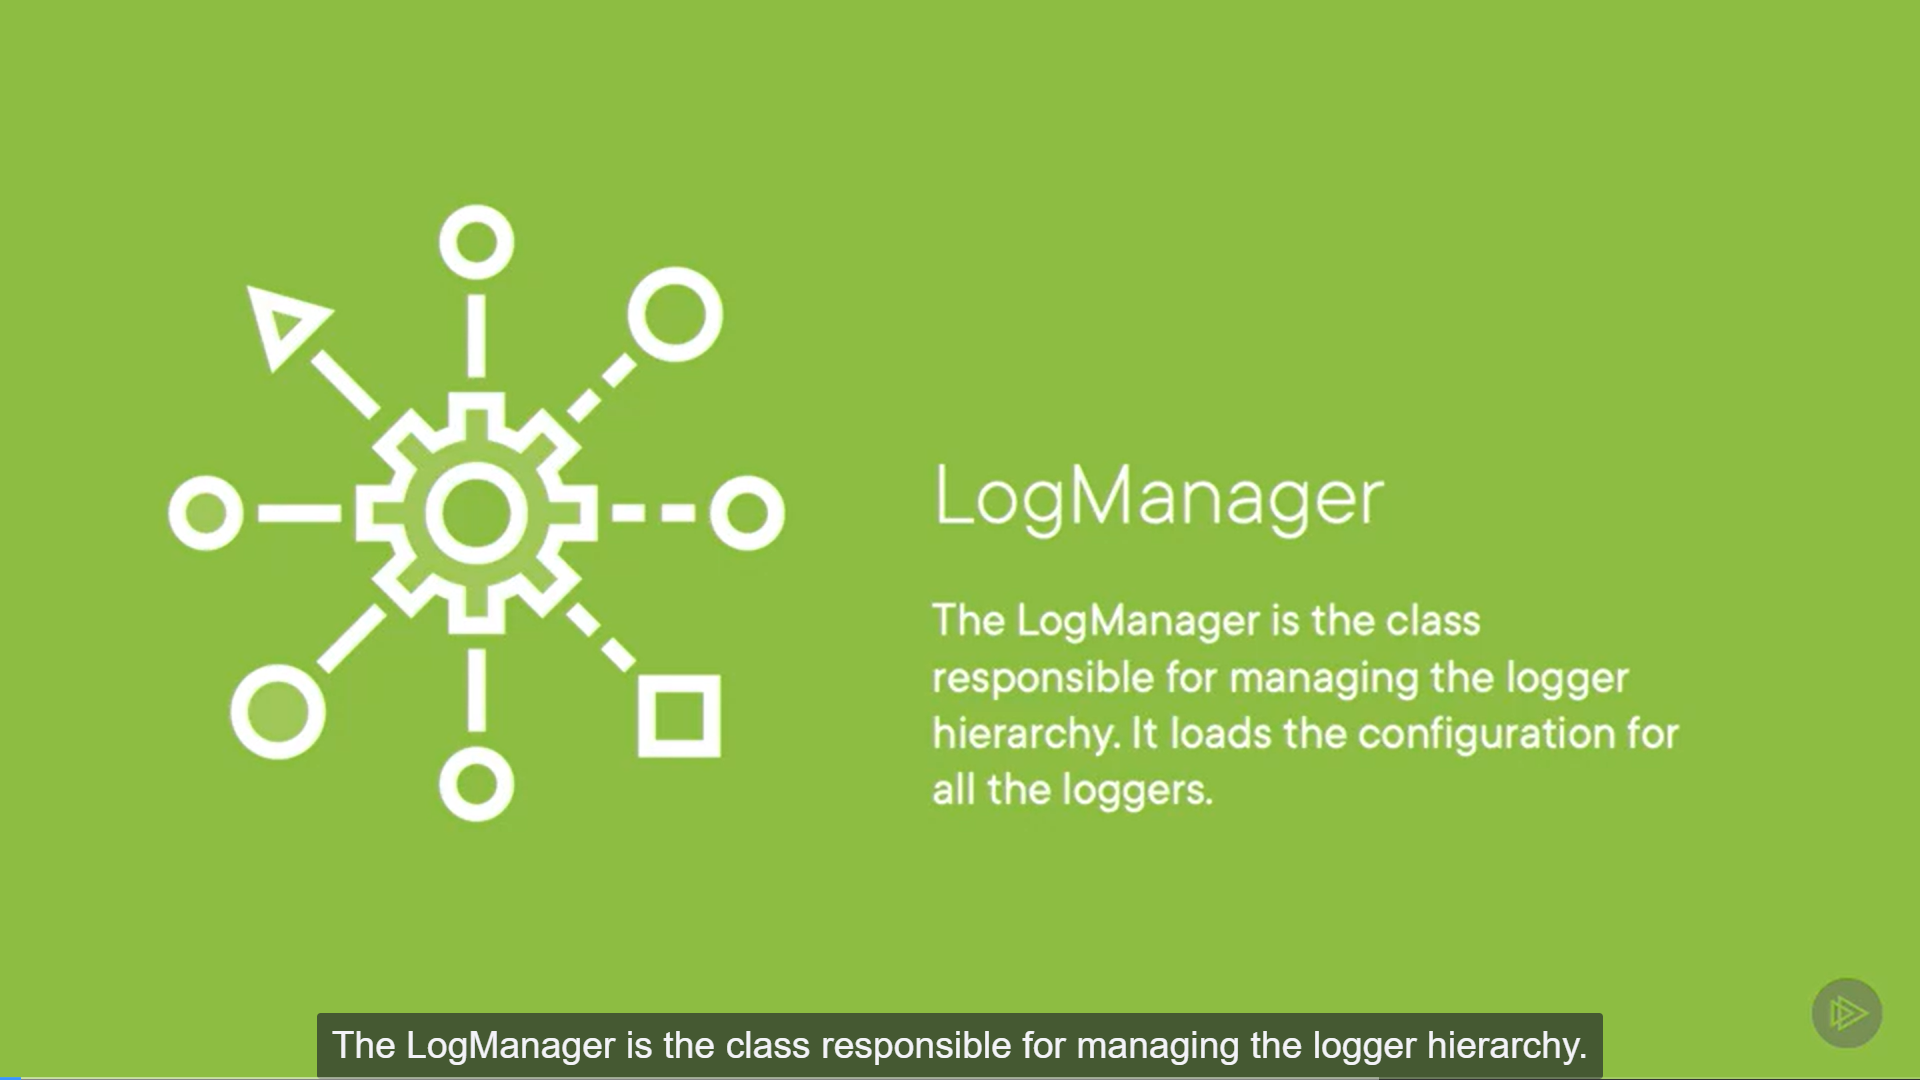 LogManager
The LogManager is the class
responsible for managing the logger
hierarchy. It loads the configuration for
all the loggers.
The LogManager is the class responsible for managing the logger hierarchy.